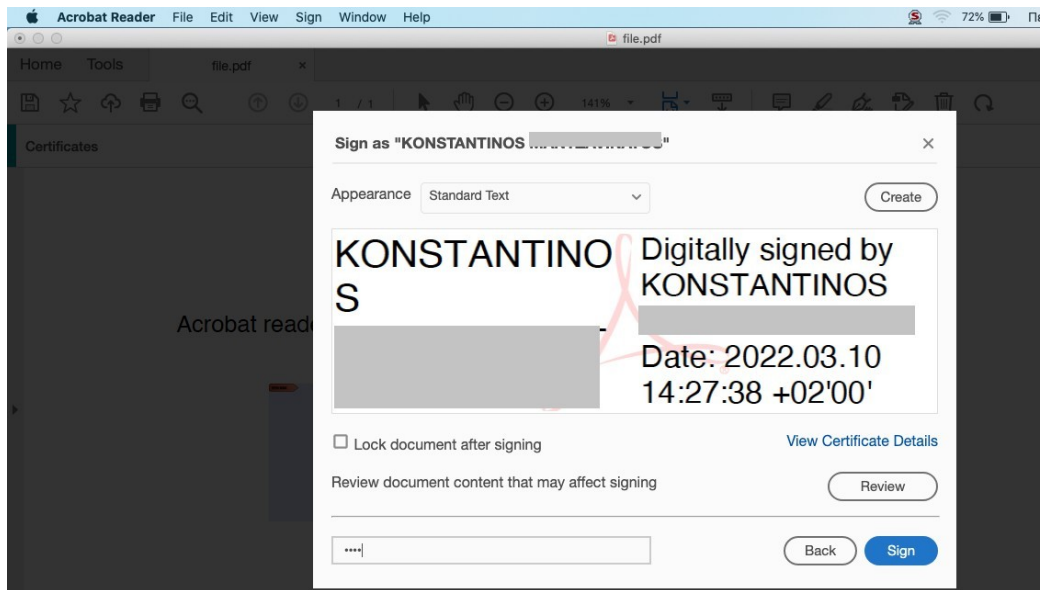 Acrobat Reader File Edit View Sign Window Help 72%
file.pdf
Home Tools file.pdf ×
1 / 1 141%
Certificates
Sign as "KONSTANTINOS
Appearance Standard Text Create
KONSTANTINO
S
Digitally signed by
KONSTANTINOS
Date: 2022.03.10
14:27:38 +02'00'
Acrobat reade
Lock document after signing View Certificate Details
Review document content that may affect signing Review
•••• Back Sign